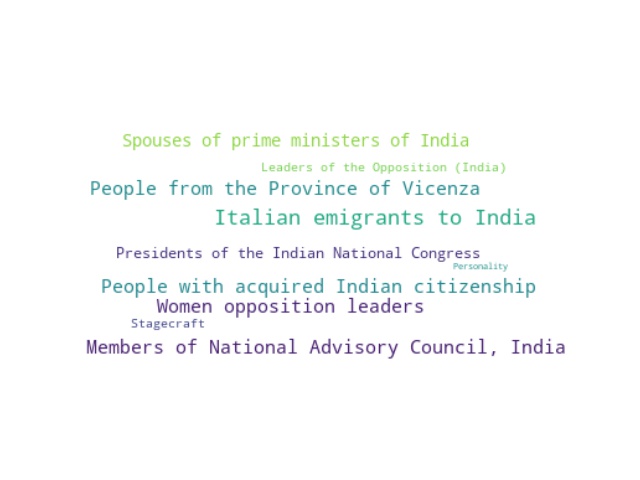 Spouses of prime ministers of India
Leaders of the Opposition (India)
People from the Province of Vicenza
Italian emigrants to India
Presidents of the Indian National Congress
Personality
People with acquired Indian citizenship
Women opposition leaders
Stagecraft
Members of National Advisory Council, India